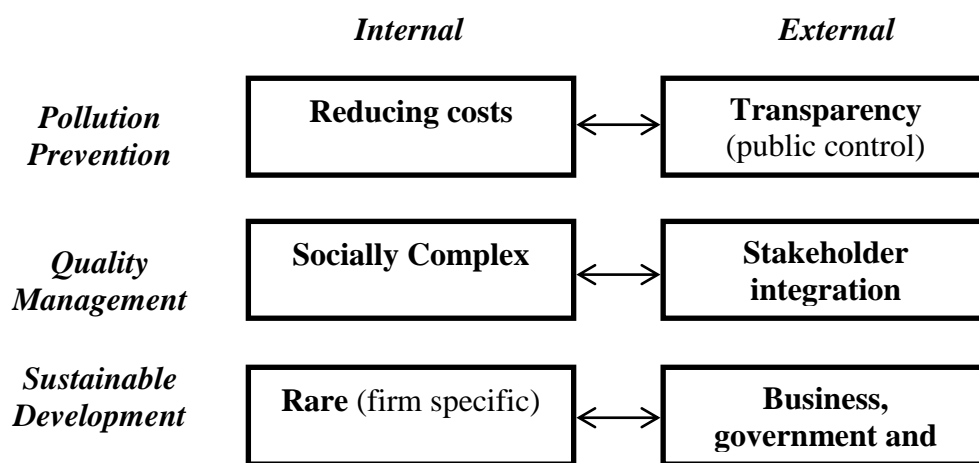 Internal External
Pollution Prevention
Reducing costs
Transparency
(public control)
Quality Management
Socially Complex
Stakeholder
integration
Sustainable Development
Rare (firm specific)
Business,
government and